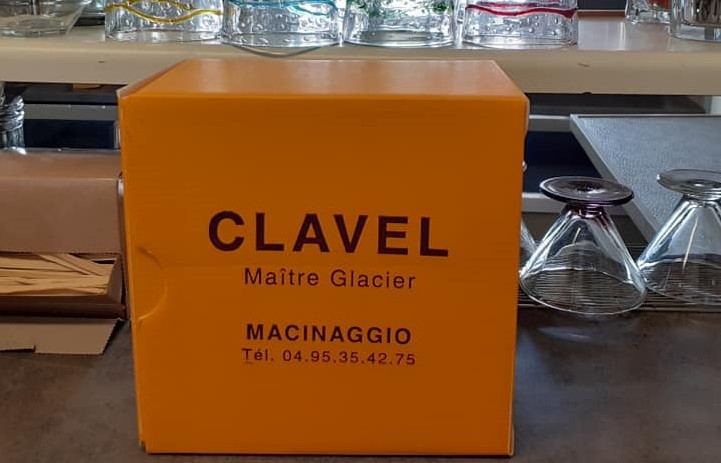 CLAVEL
Maître Glacier
MACINAGGIO
Tél. 04.95.35.42.75